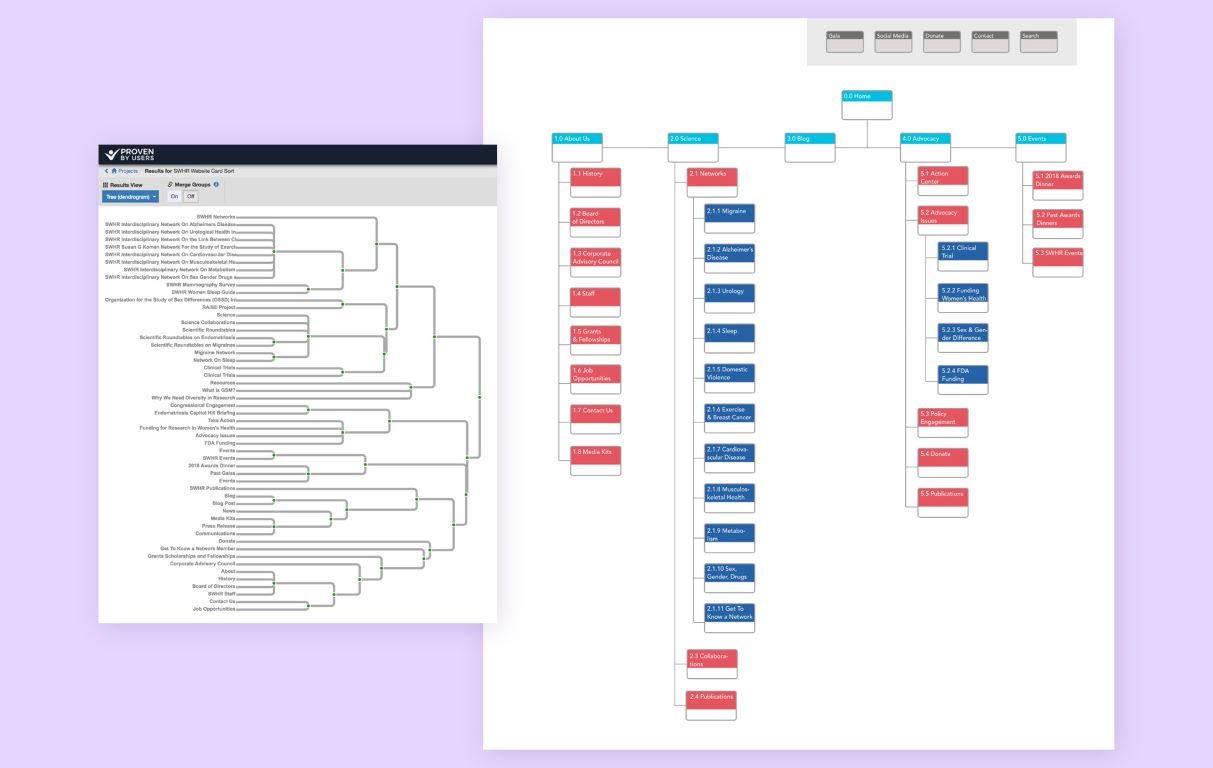 PROVEN
BY USERS
Projects
Results for SWHR Website Card Sort
Results View
Merge Groups
Tree (dendrogram)
On
Off
SWHR Networks
SWHR Interdisciplinary Network On Alzheimers Disease
SWHR Interdisciplinary Network On Urological Health In
SWHR Interdisciplinary Network On the Link Between
SWHR Susan G Komen Network For the Study of
SWHR Interdisciplinary Network On Cardiovascular
SWHR Interdisciplinary Network On Musculoskeletal
SWHR Interdisciplinary Network On Metabolism
SWHR Interdisciplinary Network On Sex Gender Drugs
SWHR Mammography Survey
SWHR Women Sleep Guide
Organization for the Study of Sex Differences (OSSD)
RAISE Project
Science
Science Collaborations
Scientific Roundtables
Scientific Roundtables on Endometriosis
Scientific Roundtables on Migraines
Migraine Network
Network On Sleep
Clinical Trials
Clinical Trials
Resources
What is GSM?
Why We Need Diversity in Research
Congressional Engagement
Endometriosis Capitol Hill Briefing
Take Action
Funding for Research in Women's Health
Advocacy Issues
FDA Funding
Events
SWHR Events
2018 Awards Dinner
Past Galas
Events
SWHR Publications
Blog
Blog Post
News
Media Kits
Press Release
Communications
Donate
Get To Know a Network Member
Grants Scholarships and Fellowships
Corporate Advisory Council
About
History
Board of Directors
SWHR Staff
Contact Us
Job Opportunities
Gala
Social Media
Donate
Contact
Search
0.0 Home
1.0 About Us
1.1 History
1.2 Board
of Directors
1.3 Corporate
Advisory Council
1.4 Staff
1.5 Grants
& Fellowships
1.6 Job
Opportunities
1.7 Contact Us
1.8 Media Kits
2.0 Science
2.1 Networks
2.1.1 Migraine
2.1.2 Alzheimer's
Disease
2.1.3 Urology
2.1.4 Sleep
2.1.5 Domestic
Violence
2.1.6 Exercise
& Breast Cancer
2.1.7 Cardiova-
scular Disease
2.1.8 Musculos-
keletal Health
2.1.9 Metabo-
lism
2.1.10 Sex,
Gender, Drugs
2.1.11 Get To
Know a Network
2.3 Collabora-
tions
2.4 Publications
3.0 Blog
4.0 Advocacy
5.1 Action
Center
5.2 Advocacy
Issues
5.2.1 Clinical
Trial
5.2.2 Funding
Women's Health
5.2.3 Sex & Gen-
der Difference
5.2.4 FDA
Funding
5.3 Policy
Engagement
5.4 Donate
5.5 Publications
5.0 Events
5.1 2018 Awards
Dinner
5.2 Past Awards
Dinners
5.3 SWHR Events